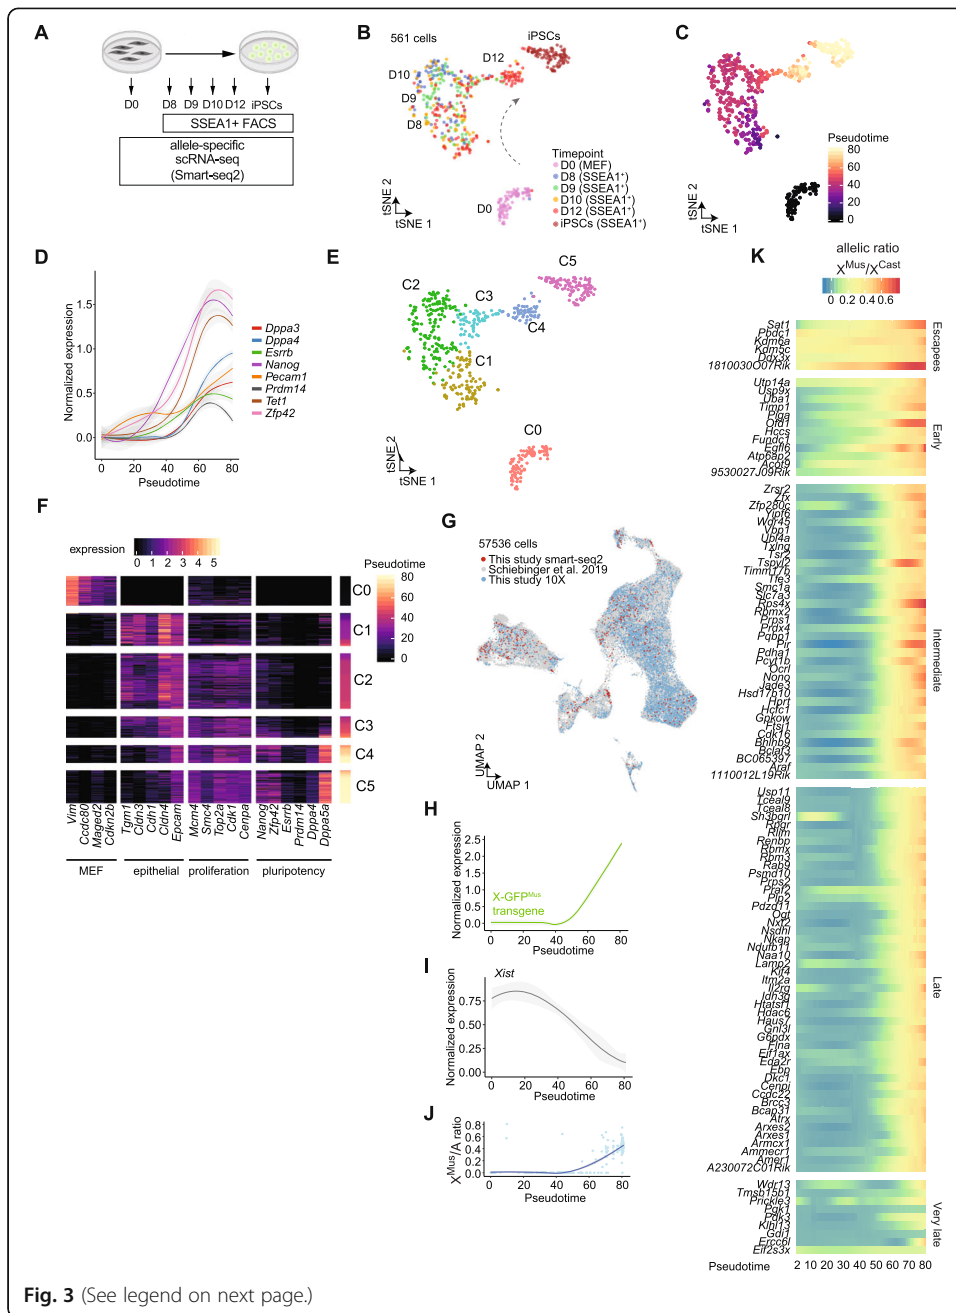 A
D0
D8
D9
D10
D12
iPSCs
SSEA1+ FACS
allele-specific
scRNA-seq
(Smart-seq2)
B
561 cells
iPSCs
D12
D10
D9
D8
D0
Timepoint
D0 (MEF)
D8 (SSEA1⁺)
D9 (SSEA1⁺)
D10 (SSEA1⁺)
D12 (SSEA1⁺)
iPSCs (SSEA1⁺)
tSNE 2
tSNE 1
C
Pseudotime
80
60
40
20
0
tSNE 2
tSNE 1
D
Normalized expression
1.5
1.0
0.5
0.0
0 20 40 60 80
Pseudotime
Dppa3
Dppa4
Esrrb
Nanog
Pecam1
Prdm14
Tet1
Zfp42
E
C2
C5
C3
C4
C1
C0
tSNE 2
tSNE 1
F
expression
0 1 2 3 4 5
Pseudotime
80
60
40
20
0
C0
C1
C2
C3
C4
C5
Vim
Ccdc80
Maged2
Cdkn2b
Tgm1
Cldn3
Cdh1
Cldn4
Epcam
Mcm4
Smc4
Top2a
Cdk1
Cenpa
Nanog
Zfp42
Esrrb
Prdm14
Dppa4
Dppa5a
MEF
epithelial
proliferation
pluripotency
G
57536 cells
This study smart-seq2
Schiebinger et al. 2019
This study 10X
UMAP 2
UMAP 1
H
Normalized expression
2.5
2.0
1.5
1.0
0.5
0.0
X-GFPᴹᵘˢ
transgene
0 20 40 60 80
Pseudotime
I
Xist
Normalized expression
0.75
0.50
0.25
0.00
0 20 40 60 80
Pseudotime
J
Xᴹᵘˢ/A ratio
0.8
0.6
0.4
0.2
0.0
0 20 40 60 80
Pseudotime
K
allelic ratio
Xᴹᵘˢ/Xᶜᵃˢᵗ
0 0.2 0.4 0.6
Sat1
Pbdc1
Kdm6a
Kdm5c
Ddx3x
1810030O07Rik
Escapees
Utp14a
Usp9x
Uba1
Timp1
Piga
Ofd1
Hccs
Fundc1
Egfl6
Atp6ap2
Acot9
9530027J09Rik
Early
Zrsr2
Zfx
Zfp280c
Yipf6
Wdr45
Vbp1
Ubl4a
Txlng
Tsr2
Tspyl2
Timm17b
Tfe3
Smc1a
Slc7a3
Rps4x
Rbmx2
Prps1
Prdx4
Pqbp1
Pir
Pdha1
Pcyt1b
Ocrl
Nono
Jade3
Hsd17b10
Hprt
Hcfc1
Gpkow
Ftsj1
Cdk16
Bhlhb9
Bclaf3
BC065397
Araf
1110012L19Rik
Intermediate
Usp11
Tceal9
Tceal8
Sh3bgrl
Rpgr
Rlim
Renbp
Rbmx
Rbm3
Rab9
Psmd10
Prps2
Praf2
Plp2
Pdzd11
Ogt
Nxt2
Nsdhl
Nkap
Ndufb11
Naa10
Lamp2
Kif4
Itm2a
Il2rg
Idh3g
Htatsf1
Hdac6
Haus7
Gnl3l
G6pdx
Flna
Eif1ax
Eda2r
Ebp
Dkc1
Cenpi
Ccdc22
Brcc3
Bcap31
Atrx
Arxes2
Arxes1
Armcx1
Ammecr1
Amer1
A230072C01Rik
Late
Wdr13
Tmsb15b1
Prickle3
Pgk1
Pdk3
Klhl13
Gdi1
Ercc6l
Eif2s3x
Very late
Pseudotime
2 10 20 30 40 50 60 70 80
Fig. 3 (See legend on next page.)